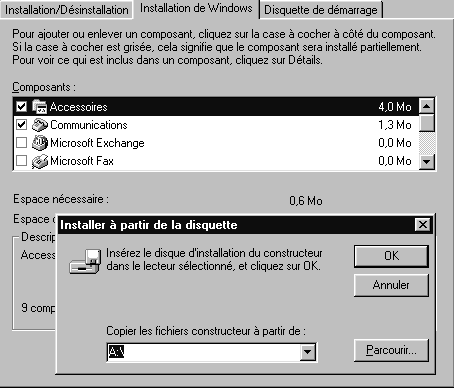 Installation/Désinstallation Installation de Windows Disquette de démarrage
Pour ajouter ou enlever un composant, cliquez sur la case à cocher à côté du composant.
Si la case à cocher est grisée, cela signifie que le composant sera installé partiellement.
Pour voir ce qui est inclus dans un composant, cliquez sur Détails.
Composants :
Accessoires 4,0 Mo
Communications 1,3 Mo
Microsoft Exchange 0,0 Mo
Microsoft Fax 0,0 Mo
Espace nécessaire : 0,6 Mo
Espace
Installer à partir de la disquette
Insérez le disque d'installation du constructeur
dans le lecteur sélectionné, et cliquez sur OK.
OK
Annuler
Copier les fichiers constructeur à partir de :
A:\
Parcourir...
Descrip
Access
9 comp